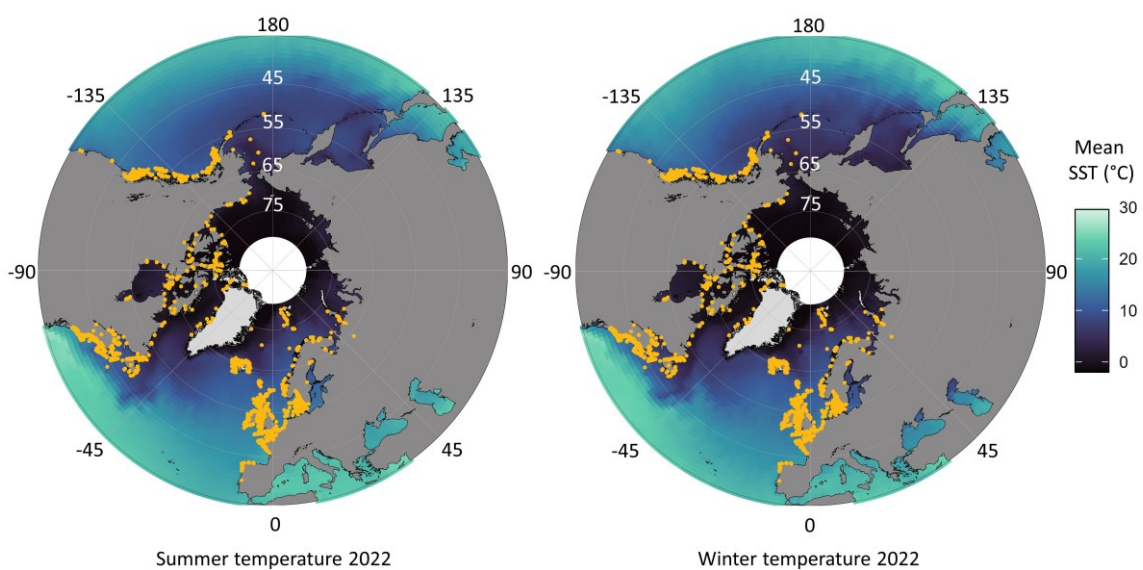 180 180
-135 45 135 -135 45 135
55 55
65 65
75 75
-90 90 -90 90
-45 45 -45 45
0 0
Mean
SST (°C)
30
20
10
0
Summer temperature 2022
Winter temperature 2022